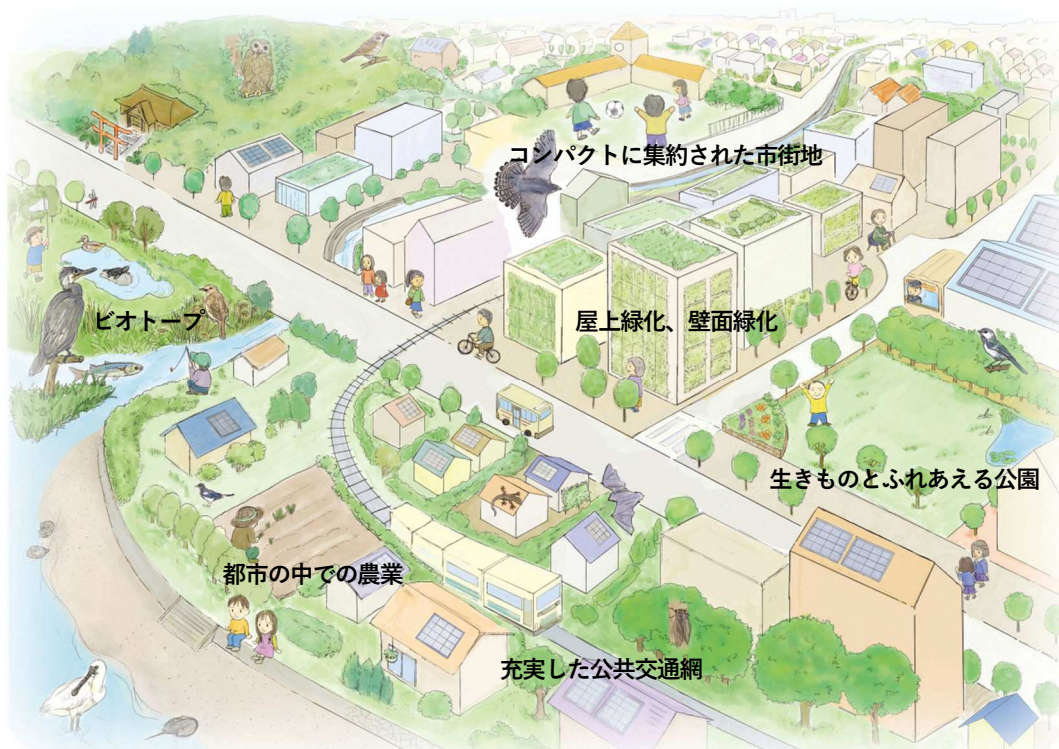 コンパクトに集約された市街地
ビオトープ
屋上緑化、壁面緑化
生きものとふれあえる公園
都市の中での農業
充実した公共交通網